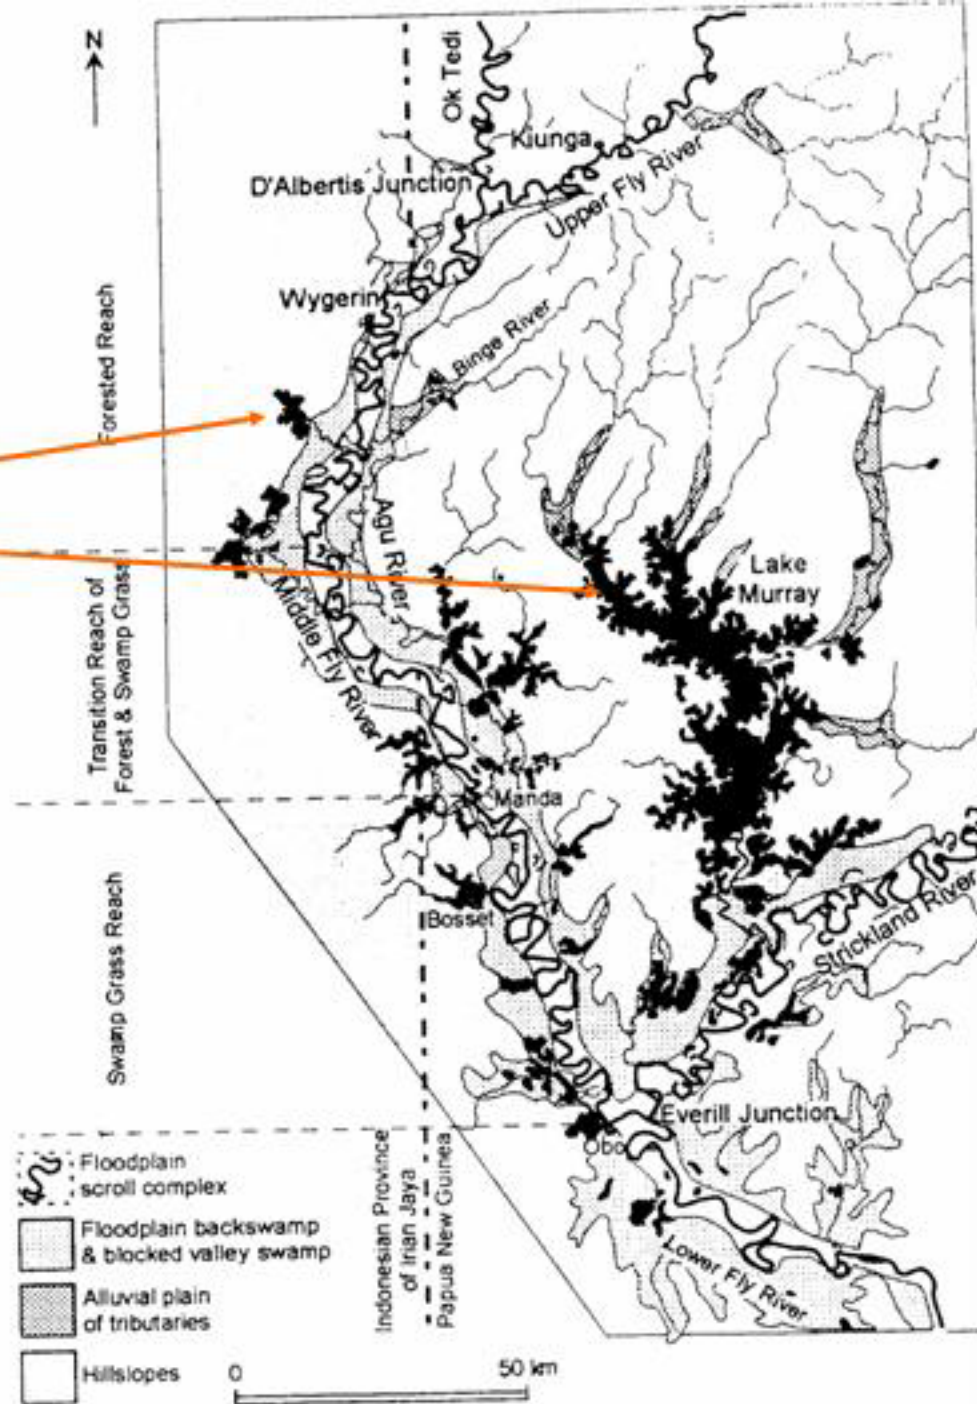 N
Ok Tedi
Kiunga
D'Albertis Junction
Upper Fly River
Wygerin
Binge River
Forested Reach
Agu River
Lake
Murray
Transition Reach of
Forest & Swamp Grass
Middle Fly River
Manda
Bosset
Strickland River
Swamp Grass Reach
Everill Junction
Obo
Lower Fly River
Indonesian Province
of Irian Jaya
Papua New Guinea
Floodplain
scroll complex
Floodplain backswamp
& blocked valley swamp
Alluvial plain
of tributaries
Hillslopes
0 50 km